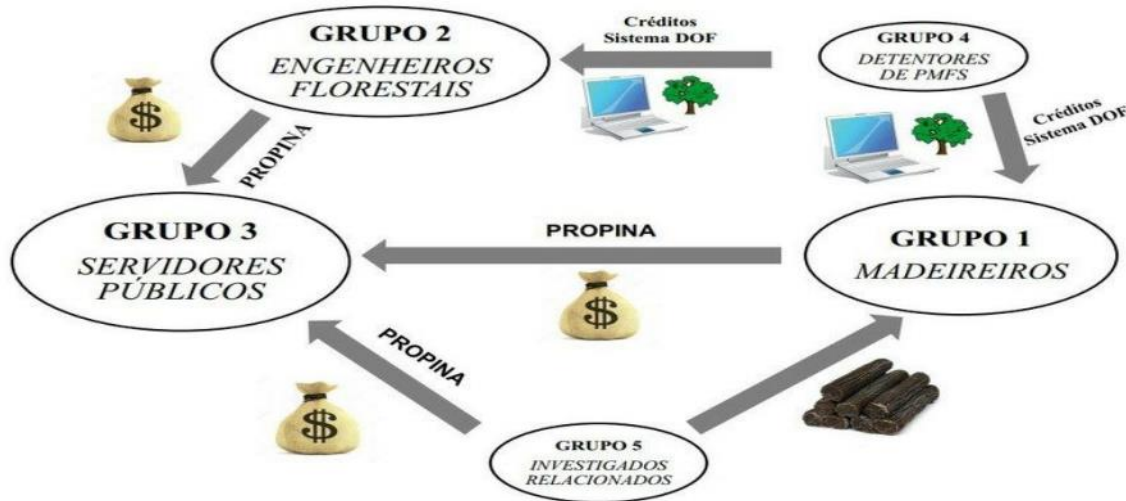 GRUPO 2
ENGENHEIROS
FLORESTAIS
Créditos
Sistema DOF
GRUPO 4
DETENTORES
DE PMFS
Créditos
Sistema DOF
$
PROPINA
GRUPO 3
SERVIDORES
PÚBLICOS
PROPINA
$
GRUPO 1
MADEIREIROS
PROPINA
$
GRUPO 5
INVESTIGADOS
RELACIONADOS